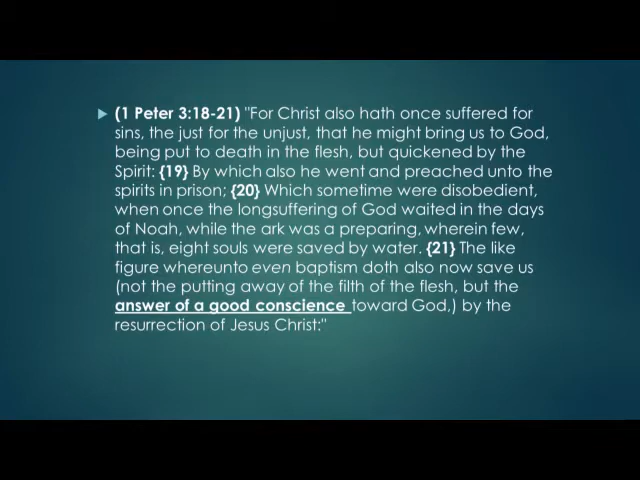 (1 Peter 3:18-21) "For Christ also hath once suffered for
sins, the just for the unjust, that he might bring us to God,
being put to death in the flesh, but quickened by the
Spirit: {19} By which also he went and preached unto the
spirits in prison; {20} Which sometime were disobedient,
when once the longsuffering of God waited in the days
of Noah, while the ark was a preparing, wherein few,
that is, eight souls were saved by water. {21} The like
figure whereunto even baptism doth also now save us
(not the putting away of the filth of the flesh, but the
answer of a good conscience toward God,) by the
resurrection of Jesus Christ:"